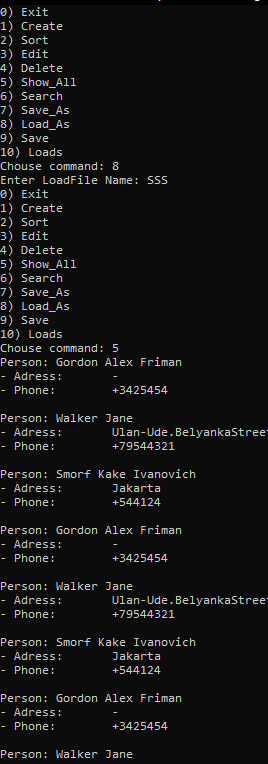 0) Exit
1) Create
2) Sort
3) Edit
4) Delete
5) Show_All
6) Search
7) Save_As
8) Load_As
9) Save
10) Loads
Chouse command: 8
Enter LoadFile Name: SSS
0) Exit
1) Create
2) Sort
3) Edit
4) Delete
5) Show_All
6) Search
7) Save_As
8) Load_As
9) Save
10) Loads
Chouse command: 5
Person: Gordon Alex Friman
- Adress: -
- Phone: +3425454
Person: Walker Jane
- Adress: Ulan-Ude.BelyankaStreet
- Phone: +79544321
Person: Smorf Kake Ivanovich
- Adress: Jakarta
- Phone: +544124
Person: Gordon Alex Friman
- Adress: -
- Phone: +3425454
Person: Walker Jane
- Adress: Ulan-Ude.BelyankaStreet
- Phone: +79544321
Person: Smorf Kake Ivanovich
- Adress: Jakarta
- Phone: +544124
Person: Gordon Alex Friman
- Adress: -
- Phone: +3425454
Person: Walker Jane